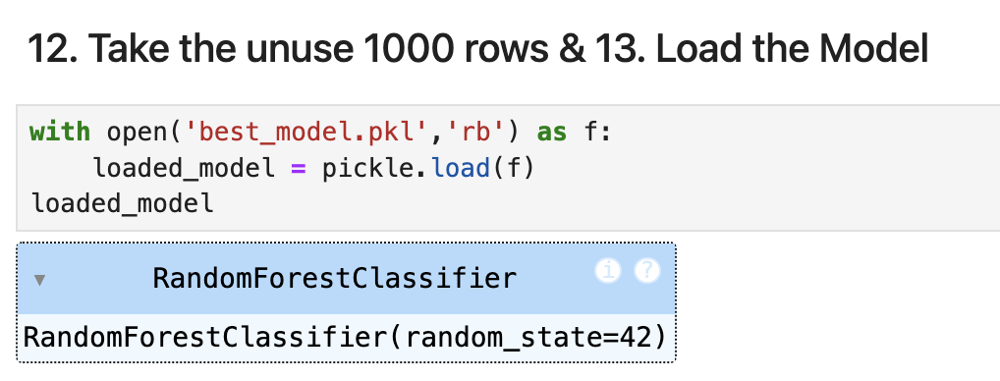 12. Take the unuse 1000 rows & 13. Load the Model
with open('best_model.pkl','rb') as f:
    loaded_model = pickle.load(f)
loaded_model
▼ RandomForestClassifier i ?
RandomForestClassifier(random_state=42)